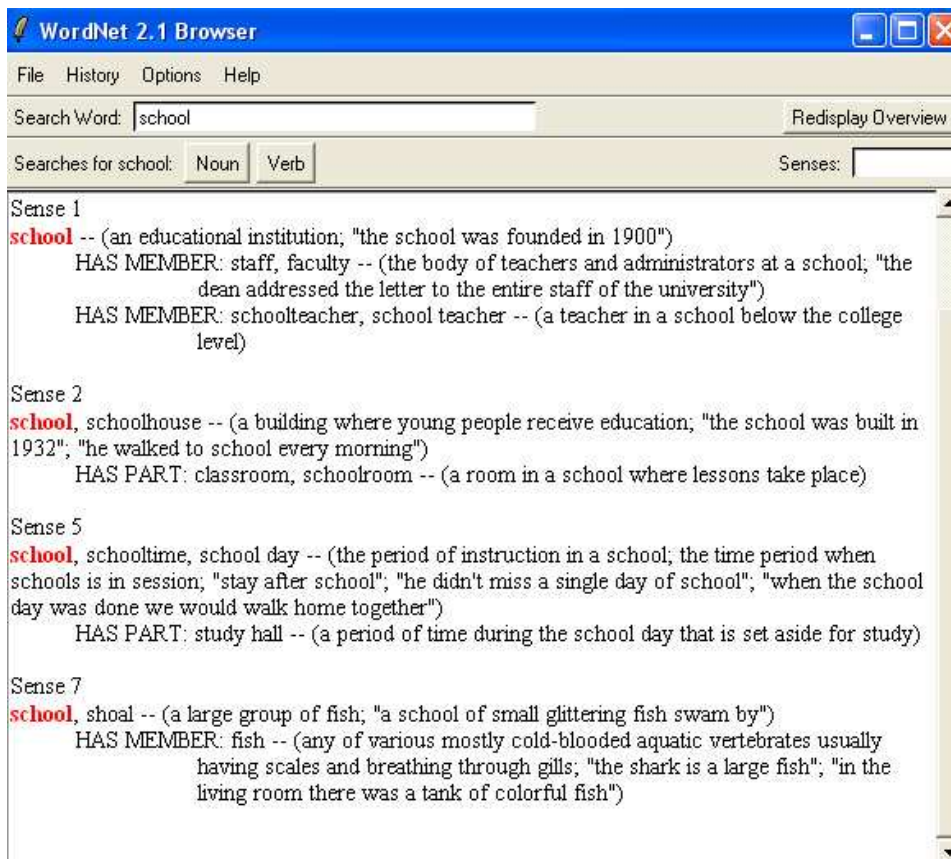 WordNet 2.1 Browser
File History Options Help
Search Word: school Redisplay Overview
Searches for school: Noun Verb Senses:
Sense 1
school -- (an educational institution; "the school was founded in 1900")
HAS MEMBER: staff, faculty -- (the body of teachers and administrators at a school; "the
dean addressed the letter to the entire staff of the university")
HAS MEMBER: schoolteacher, school teacher -- (a teacher in a school below the college
level)
Sense 2
school, schoolhouse -- (a building where young people receive education; "the school was built in
1932"; "he walked to school every morning")
HAS PART: classroom, schoolroom -- (a room in a school where lessons take place)
Sense 5
school, schooltime, school day -- (the period of instruction in a school; the time period when
schools is in session; "stay after school"; "he didn't miss a single day of school"; "when the school
day was done we would walk home together")
HAS PART: study hall -- (a period of time during the school day that is set aside for study)
Sense 7
school, shoal -- (a large group of fish; "a school of small glittering fish swam by")
HAS MEMBER: fish -- (any of various mostly cold-blooded aquatic vertebrates usually
having scales and breathing through gills; "the shark is a large fish"; "in the
living room there was a tank of colorful fish")